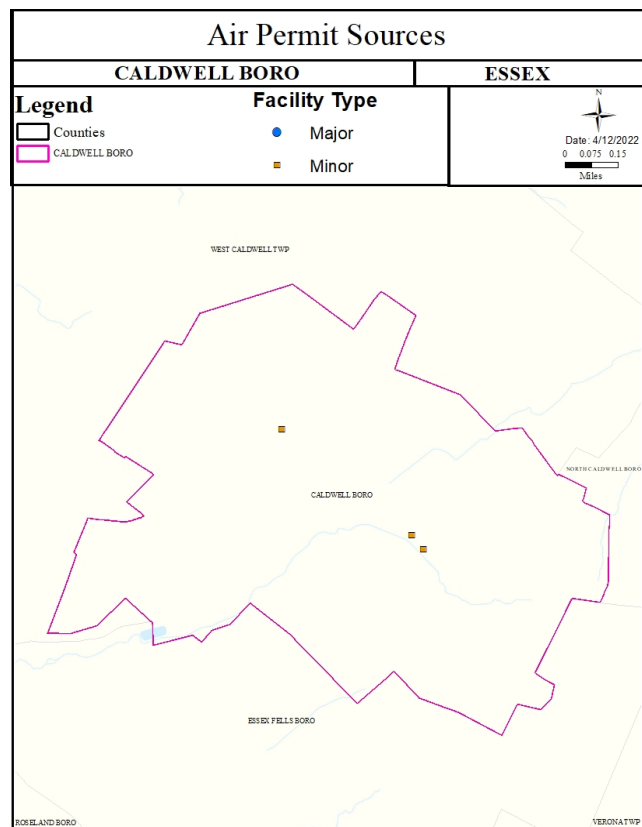 Air Permit Sources
CALDWELL BORO
ESSEX
Legend
Counties
CALDWELL BORO
Facility Type
Major
Minor
N
Date: 4/12/2022
0 0.075 0.15
Miles
WEST CALDWELL TWP
NORTH CALDWELL BORO
CALDWELL BORO
ESSEX FELLS BORO
ROSELAND BORO
VERONA TWP